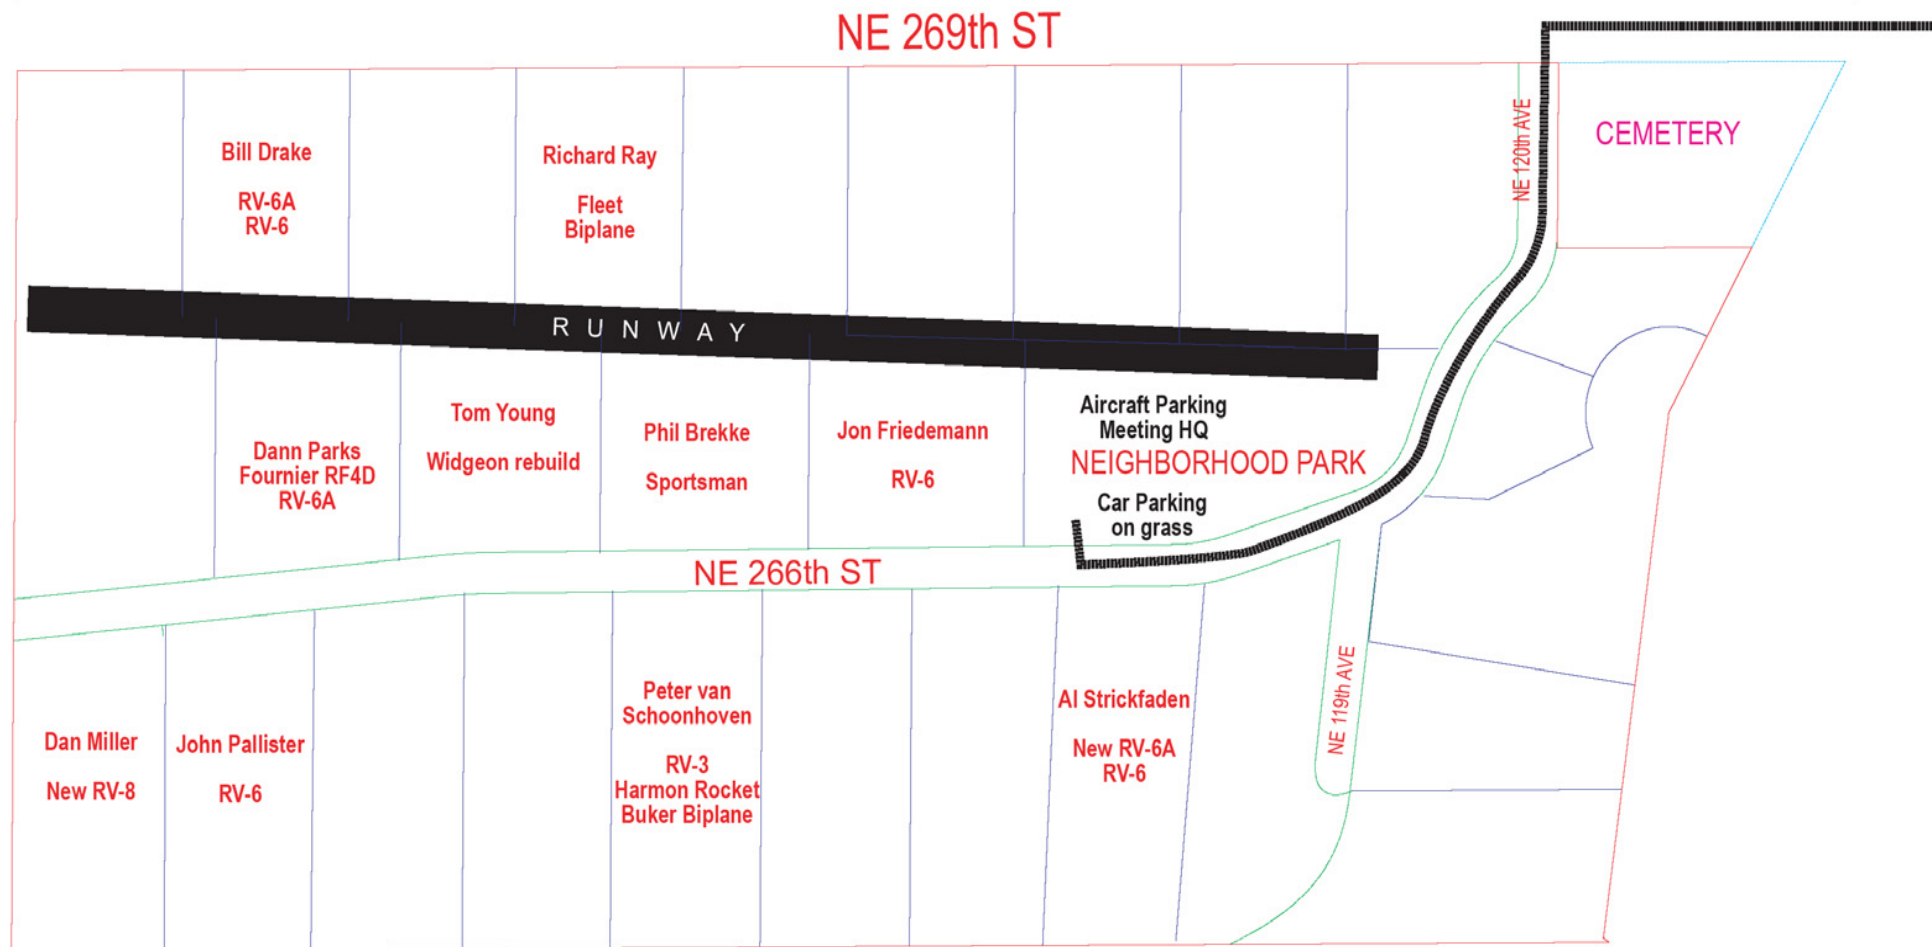 NE 269th ST
NE 120th AVE
CEMETERY
Bill Drake
RV-6A
RV-6
Richard Ray
Fleet
Biplane
RUNWAY
Dann Parks
Fournier RF4D
RV-6A
Tom Young
Widgeon rebuild
Phil Brekke
Sportsman
Jon Friedemann
RV-6
Aircraft Parking
Meeting HQ
NEIGHBORHOOD PARK
Car Parking
on grass
NE 266th ST
NE 119th AVE
Dan Miller
New RV-8
John Pallister
RV-6
Peter van
Schoonhoven
RV-3
Harmon Rocket
Buker Biplane
Al Strickfaden
New RV-6A
RV-6